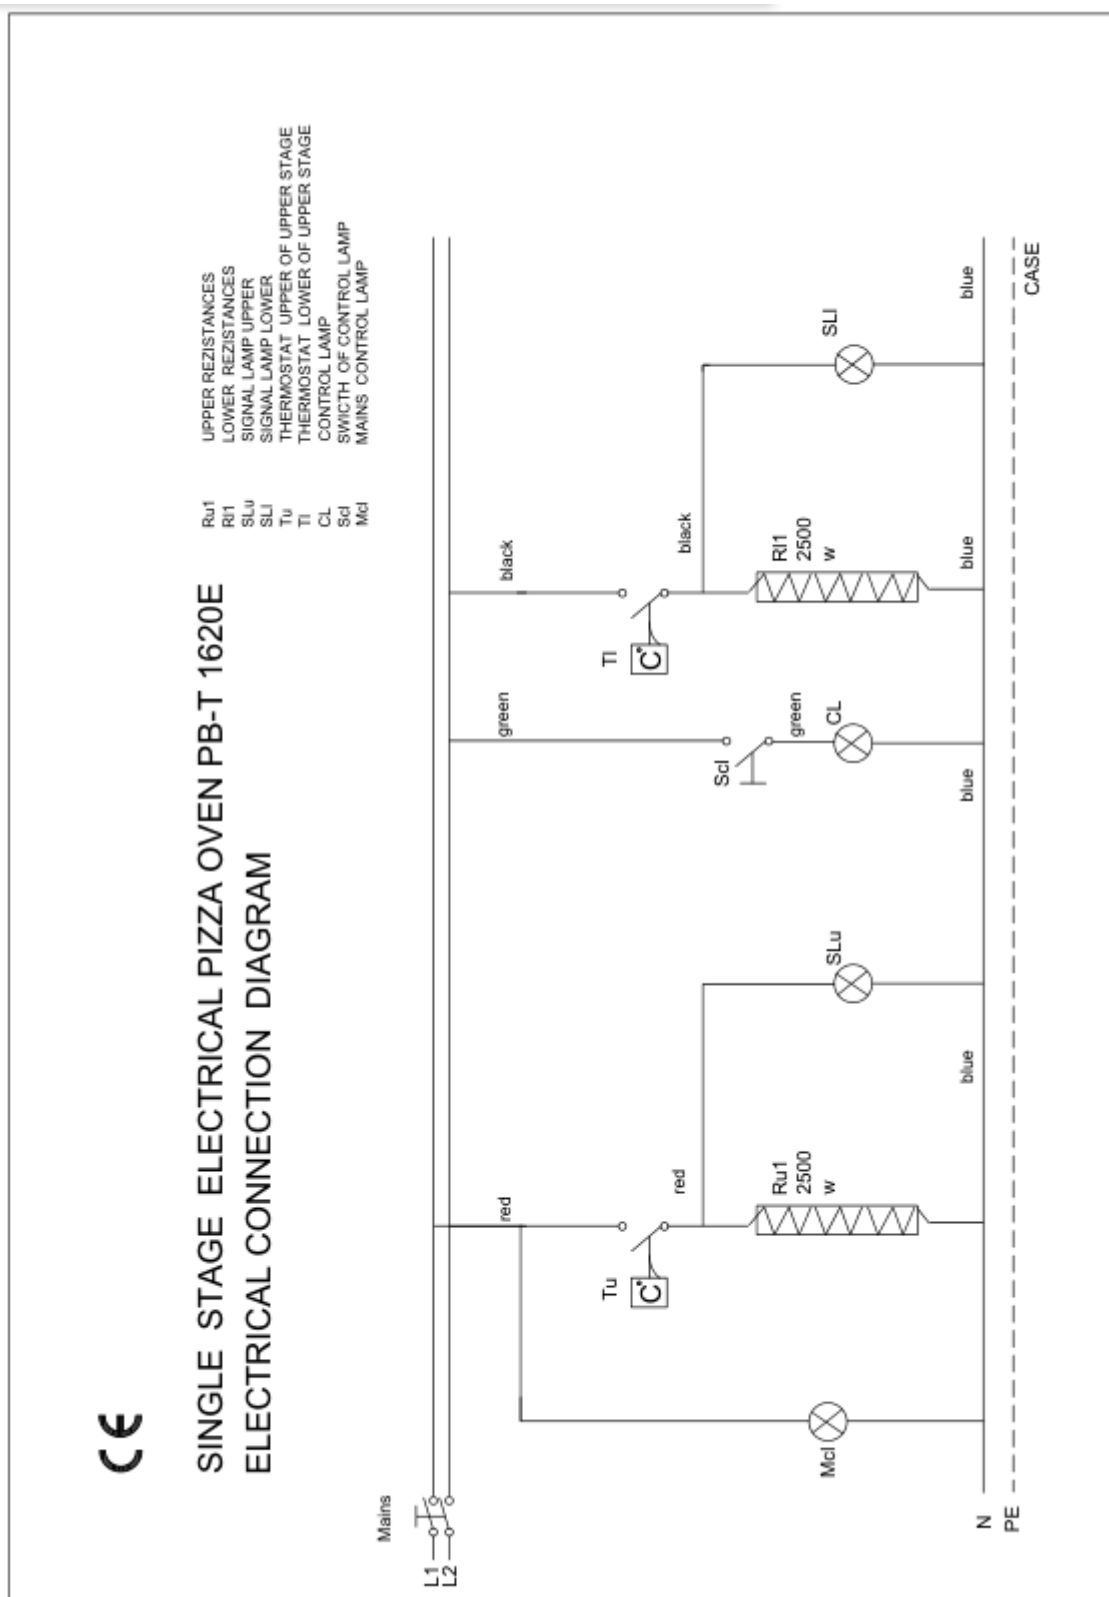 CE
SINGLE STAGE ELECTRICAL PIZZA OVEN PB-T 1620E
ELECTRICAL CONNECTION DIAGRAM
Ru1 UPPER REZISTANCES
Rl1 LOWER REZISTANCES
SLu SIGNAL LAMP UPPER
SLl SIGNAL LAMP LOWER
Tu THERMOSTAT UPPER OF UPPER STAGE
Tl THERMOSTAT LOWER OF UPPER STAGE
CL CONTROL LAMP
Scl SWICTH OF CONTROL LAMP
Mcl MAINS CONTROL LAMP
Mains
L1
L2
red
green
black
Tu
C°
red
Scl
green
Tl
C°
black
Mcl
Ru1
2500
w
SLu
CL
Rl1
2500
w
SLl
blue
blue
blue
blue
N
PE
CASE